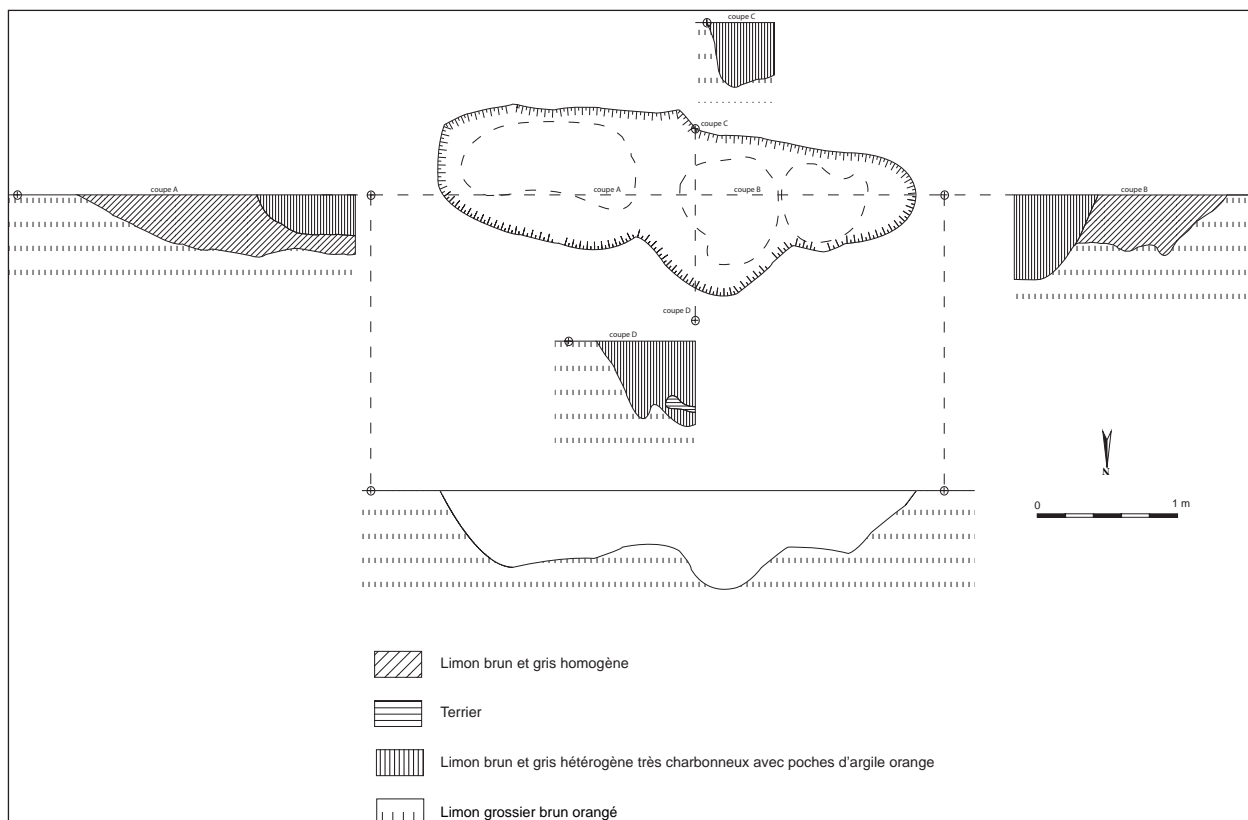 coupe C
coupe C
coupe A
coupe A
coupe B
coupe B
coupe D
coupe D
N
0
1 m
Limon brun et gris homogène
Terrier
Limon brun et gris hétérogène très charbonneux avec poches d'argile orange
Limon grossier brun orangé